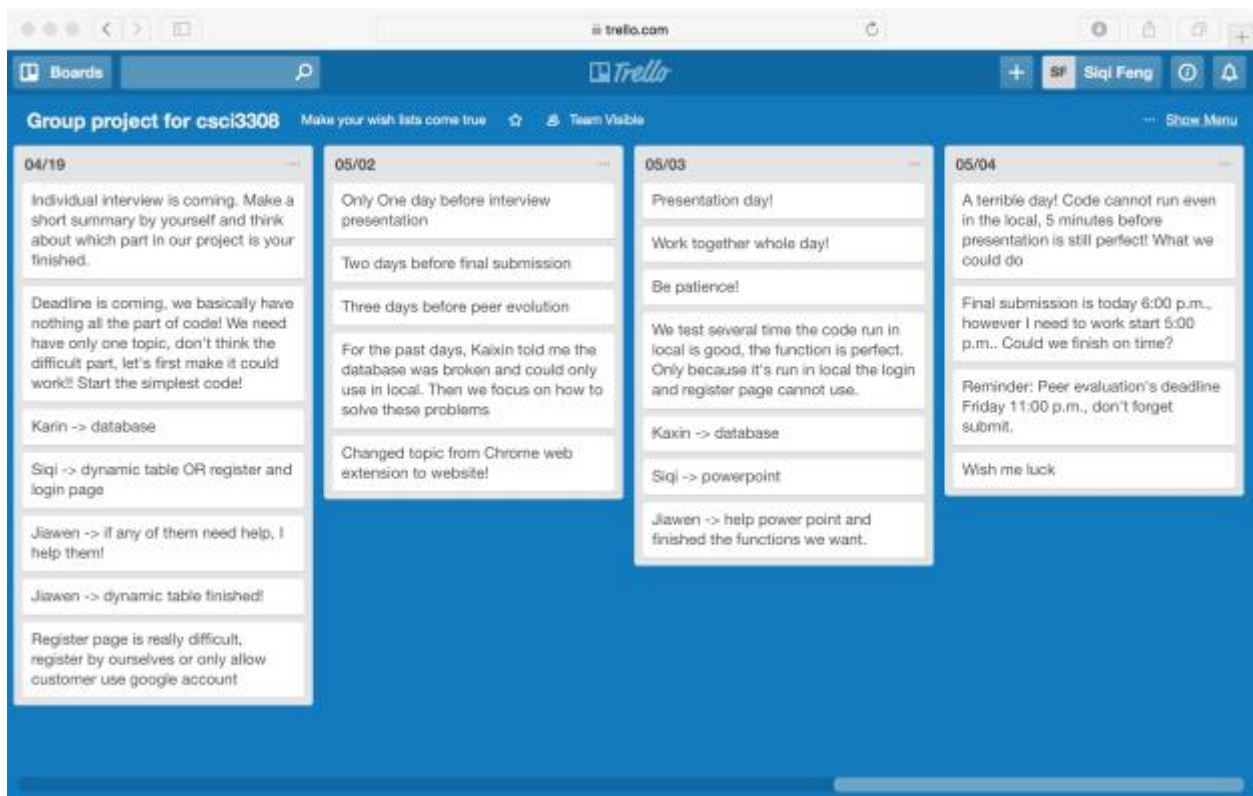 trello.com
Boards
Trello
SF Siqi Feng
Group project for csci3308 Make your wish lists come true Team Visible
... Show Menu
04/19
Individual interview is coming. Make a
short summary by yourself and think
about which part in our project is your
finished.
Deadline is coming, we basically have
nothing all the part of code! We need
have only one topic, don't think the
difficult part, let's first make it could
work!! Start the simplest code!
Karin -> database
Siqi -> dynamic table OR register and
login page
Jiawen -> if any of them need help, I
help them!
Jiawen -> dynamic table finished!
Register page is really difficult,
register by ourselves or only allow
customer use google account
05/02
Only One day before interview
presentation
Two days before final submission
Three days before peer evolution
For the past days, Kaixin told me the
database was broken and could only
use in local. Then we focus on how to
solve these problems
Changed topic from Chrome web
extension to website!
05/03
Presentation day!
Work together whole day!
Be patience!
We test several time the code run in
local is good, the function is perfect.
Only because it's run in local the login
and register page cannot use.
Kaxin -> database
Siqi -> powerpoint
Jiawen -> help power point and
finished the functions we want.
05/04
A terrible day! Code cannot run even
in the local, 5 minutes before
presentation is still perfect! What we
could do
Final submission is today 6:00 p.m.,
however I need to work start 5:00
p.m.. Could we finish on time?
Reminder: Peer evaluation's deadline
Friday 11:00 p.m., don't forget
submit.
Wish me luck